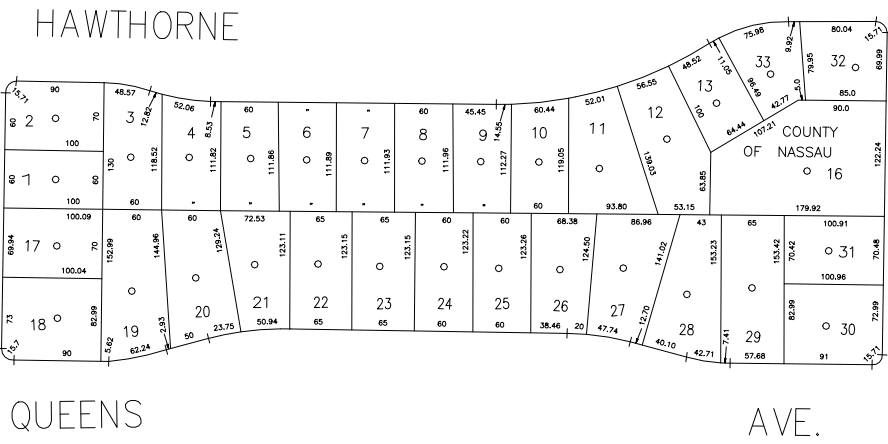 HAWTHORNE
75.98 9.92 80.04 15.71
48.52 11.05 33 79.95 32 69.99
15.71 90 48.57 12.82 52.06 8.53 60 " " 60 45.45 14.55 60.44 52.01 56.55 13 96.49 42.77 5.0 85.0
60 2 70 3 4 5 6 7 8 9 10 11 12 100 64.44 107.21 90.0
100 130 118.52 111.82 111.86 111.89 111.93 111.96 112.27 119.05 139.03 63.85 COUNTY
OF NASSAU 122.24
60 1 60 16
100 60 " " " " " 60 93.80 53.15 179.92
100.09 60 60 72.53 65 65 60 60 68.38 86.96 43 65 100.91
69.94 17 70 152.99 144.96 129.24 123.11 123.15 123.15 123.22 123.26 124.50 141.02 153.23 153.42 70.42 31 70.48
100.04 100.96
73 18 82.99 19 20 21 22 23 24 25 26 27 28 29 82.99 30 72.99
15.7 90 5.62 62.24 2.93 50 23.75 50.94 65 65 60 60 38.46 20 47.74 12.70 40.10 42.71 7.41 57.68 91 15.71
QUEENS AVE.